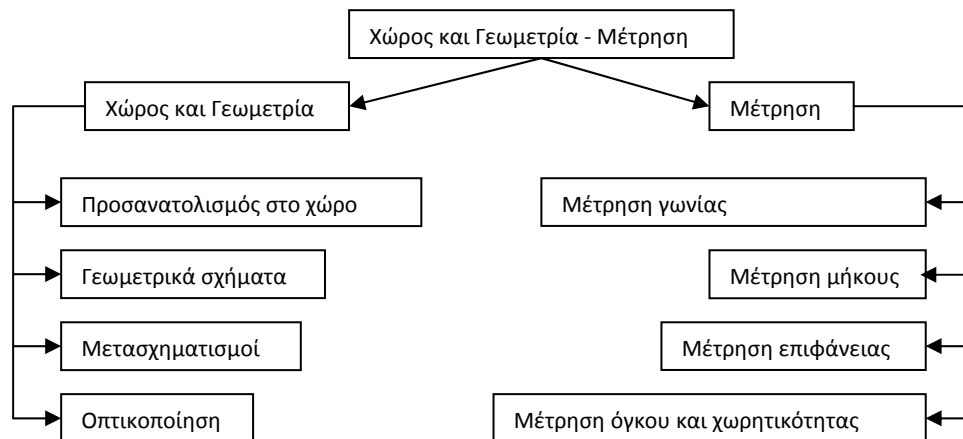 Χώρος και Γεωμετρία - Μέτρηση
Χώρος και Γεωμετρία
Μέτρηση
Προσανατολισμός στο χώρο
Μέτρηση γωνίας
Γεωμετρικά σχήματα
Μέτρηση μήκους
Μετασχηματισμοί
Μέτρηση επιφάνειας
Οπτικοποίηση
Μέτρηση όγκου και χωρητικότητας